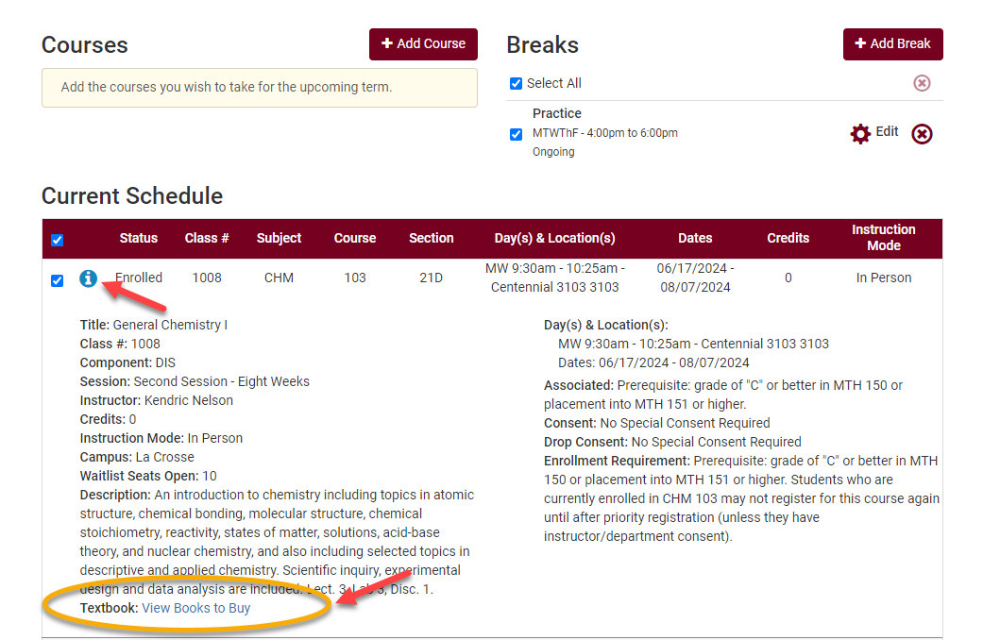 Courses
+ Add Course
Add the courses you wish to take for the upcoming term.
Breaks
+ Add Break
Select All
Practice
MTWThF - 4:00pm to 6:00pm
Ongoing
Edit
Current Schedule
Status Class # Subject Course Section Day(s) & Location(s) Dates Credits Instruction Mode
Enrolled 1008 CHM 103 21D MW 9:30am - 10:25am - Centennial 3103 3103 06/17/2024 - 08/07/2024 0 In Person
Title: General Chemistry I
Class #: 1008
Component: DIS
Session: Second Session - Eight Weeks
Instructor: Kendric Nelson
Credits: 0
Instruction Mode: In Person
Campus: La Crosse
Waitlist Seats Open: 10
Description: An introduction to chemistry including topics in atomic
structure, chemical bonding, molecular structure, chemical
stoichiometry, reactivity, states of matter, solutions, acid-base
theory, and nuclear chemistry, and also including selected topics in
descriptive and applied chemistry. Scientific inquiry, experimental
design and data analysis are included. Lect. 3, Lab 3, Disc. 1.
Textbook: View Books to Buy
Day(s) & Location(s):
MW 9:30am - 10:25am - Centennial 3103 3103
Dates: 06/17/2024 - 08/07/2024
Associated: Prerequisite: grade of "C" or better in MTH 150 or
placement into MTH 151 or higher.
Consent: No Special Consent Required
Drop Consent: No Special Consent Required
Enrollment Requirement: Prerequisite: grade of "C" or better in MTH
150 or placement into MTH 151 or higher. Students who are
currently enrolled in CHM 103 may not register for this course again
until after priority registration (unless they have
instructor/department consent).